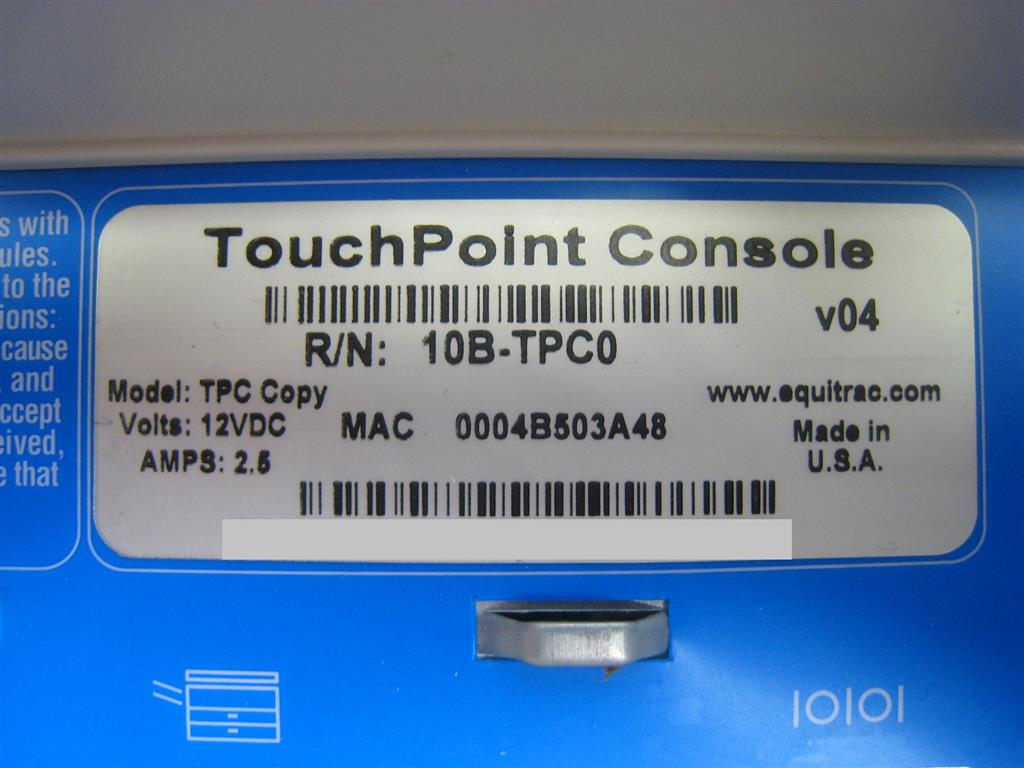 s with
ules.
to the
ions:
cause
, and
ccept
eived,
e that
TouchPoint Console
v04
R/N: 10B-TPC0
Model: TPC Copy
www.equitrac.com
Volts: 12VDC MAC 0004B503A48
Made in
AMPS: 2.5
U.S.A.
|O|O|